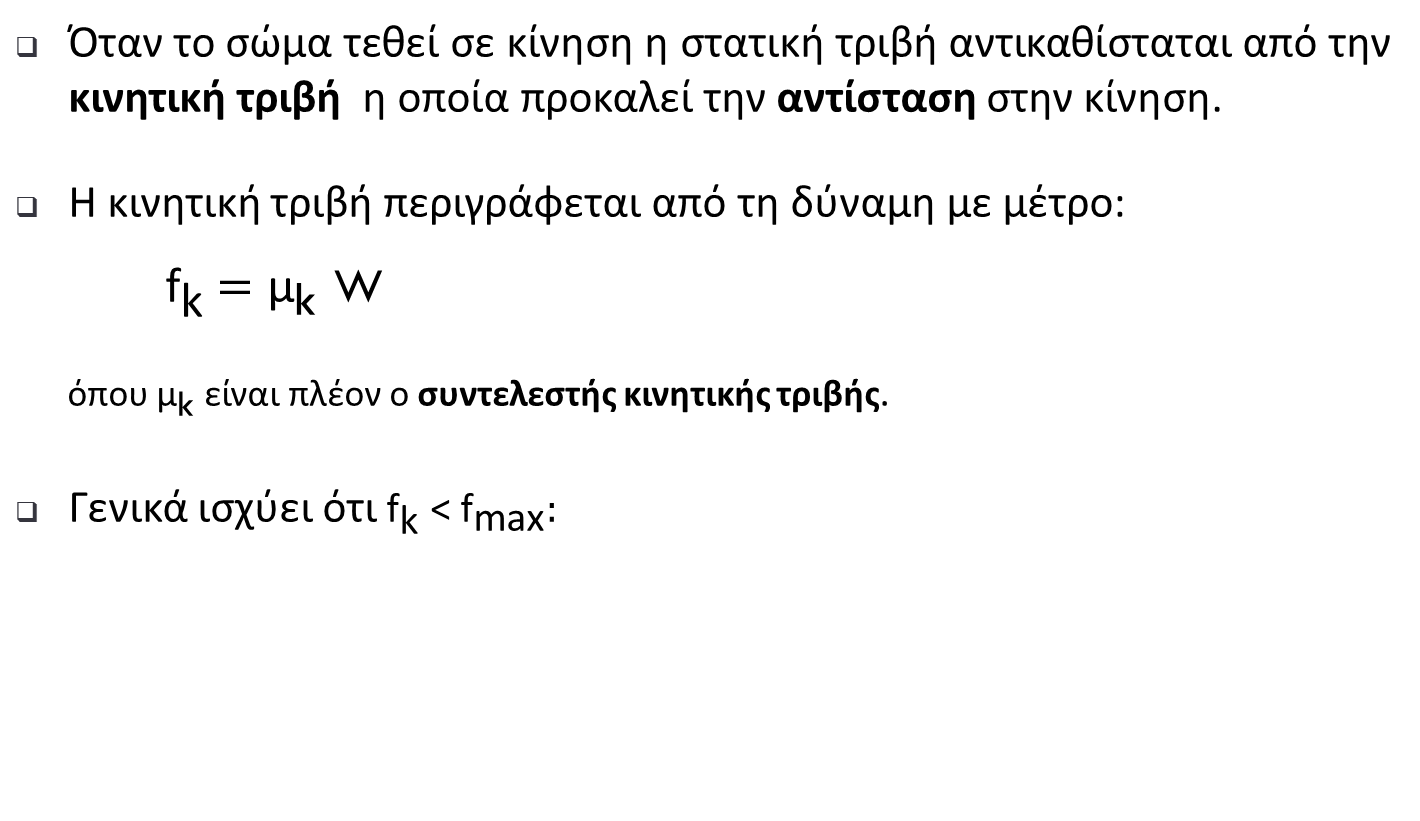 ❑ Όταν το σώμα τεθεί σε κίνηση η στατική τριβή αντικαθίσταται από την
κινητική τριβή η οποία προκαλεί την αντίσταση στην κίνηση.
❑ Η κινητική τριβή περιγράφεται από τη δύναμη με μέτρο:
fk = μk W
όπου μk είναι πλέον ο συντελεστής κινητικής τριβής.
❑ Γενικά ισχύει ότι fk < fmax: